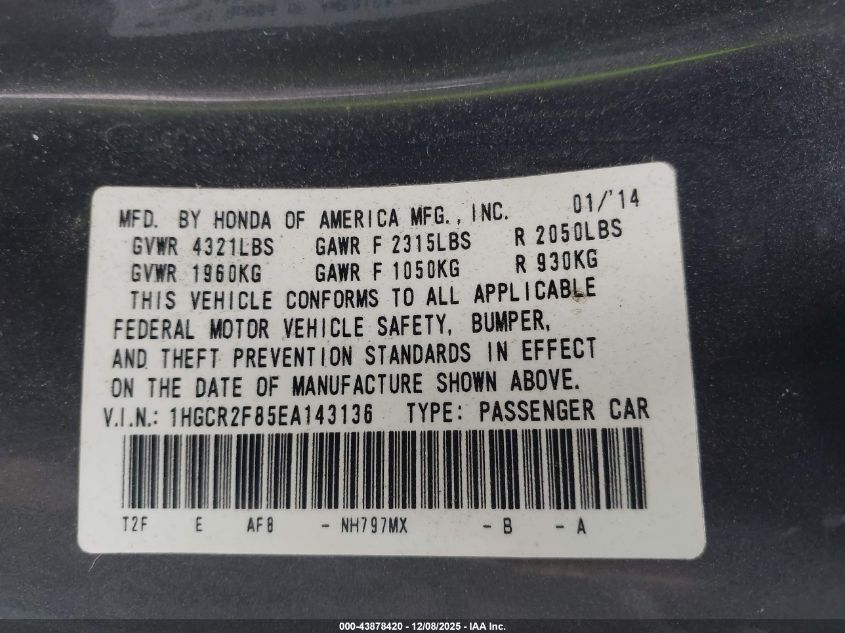 MFD. BY HONDA OF AMERICA MFG., INC. 01/'14
GVWR 4321LBS GAWR F 2315LBS R 2050LBS
GVWR 1960KG GAWR F 1050KG R 930KG
THIS VEHICLE CONFORMS TO ALL APPLICABLE
FEDERAL MOTOR VEHICLE SAFETY, BUMPER,
AND THEFT PREVENTION STANDARDS IN EFFECT
ON THE DATE OF MANUFACTURE SHOWN ABOVE.
V.I.N.: 1HGCR2F85EA143136 TYPE: PASSENGER CAR
T2F E AF8 - NH797MX - B - A
000-43878420 - 12/08/2025 - IAA Inc.